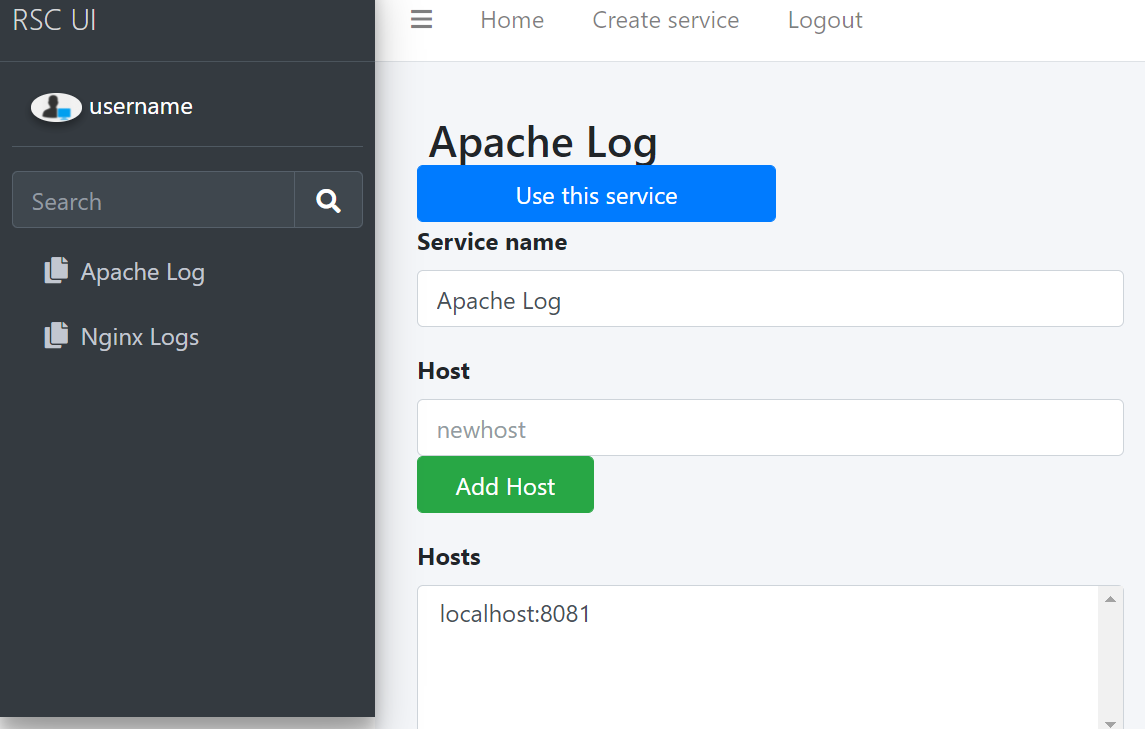 RSC UI
Home Create service Logout
username
Search
Apache Log
Nginx Logs
Apache Log
Use this service
Service name
Apache Log
Host
newhost
Add Host
Hosts
localhost:8081